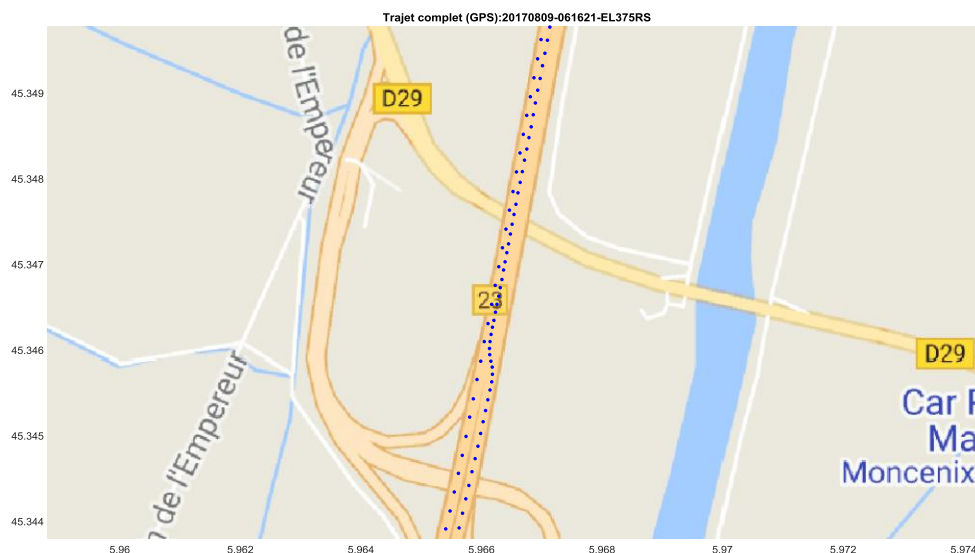 Trajet complet (GPS):20170809-061621-EL375RS
de l'Empereur
D29
23
D29
Car
Ma
Moncenix
de l'Empereur
45.349
45.348
45.347
45.346
45.345
45.344
5.96
5.962
5.964
5.966
5.968
5.97
5.972
5.974